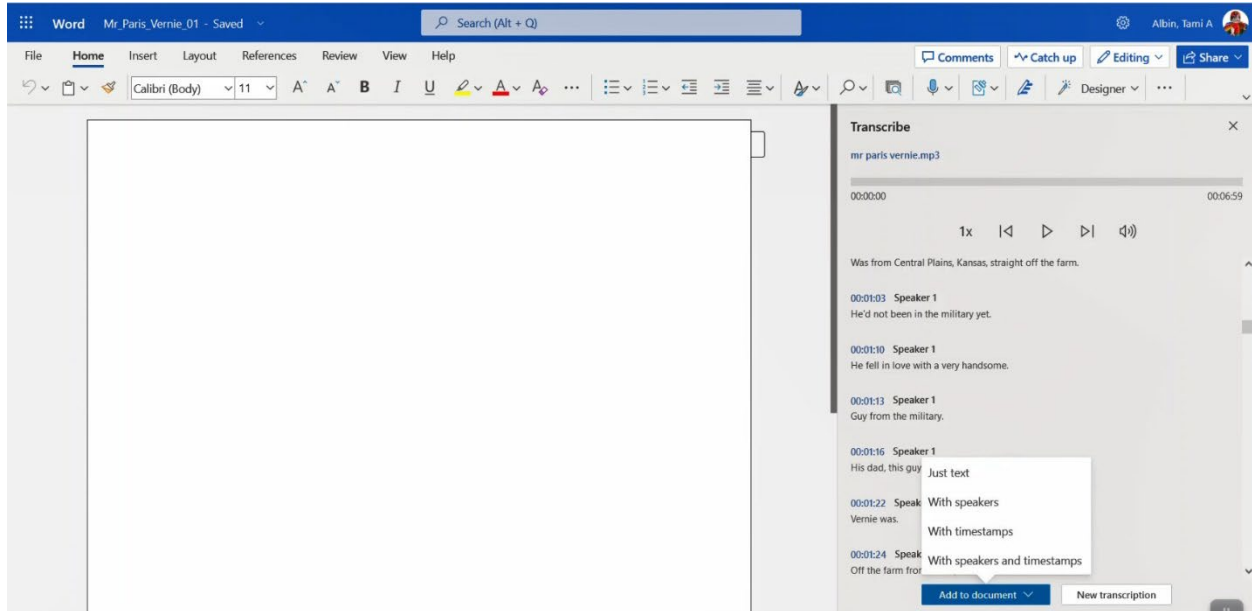 Word Mr_Paris_Vernie_01 - Saved Search (Alt + Q) Albin, Tami A
File Home Insert Layout References Review View Help Comments Catch up Editing Share
Calibri (Body) 11 A A B I U A A Designer
Transcribe
mr paris vernie.mp3
00:00:00 00:06:59
1x
Was from Central Plains, Kansas, straight off the farm.
00:01:03 Speaker 1
He'd not been in the military yet.
00:01:10 Speaker 1
He fell in love with a very handsome.
00:01:13 Speaker 1
Guy from the military.
00:01:16 Speaker 1
His dad, this guy
00:01:22 Speak
Vernie was.
00:01:24 Speak
Off the farm
Just text
With speakers
With timestamps
With speakers and timestamps
Add to document New transcription